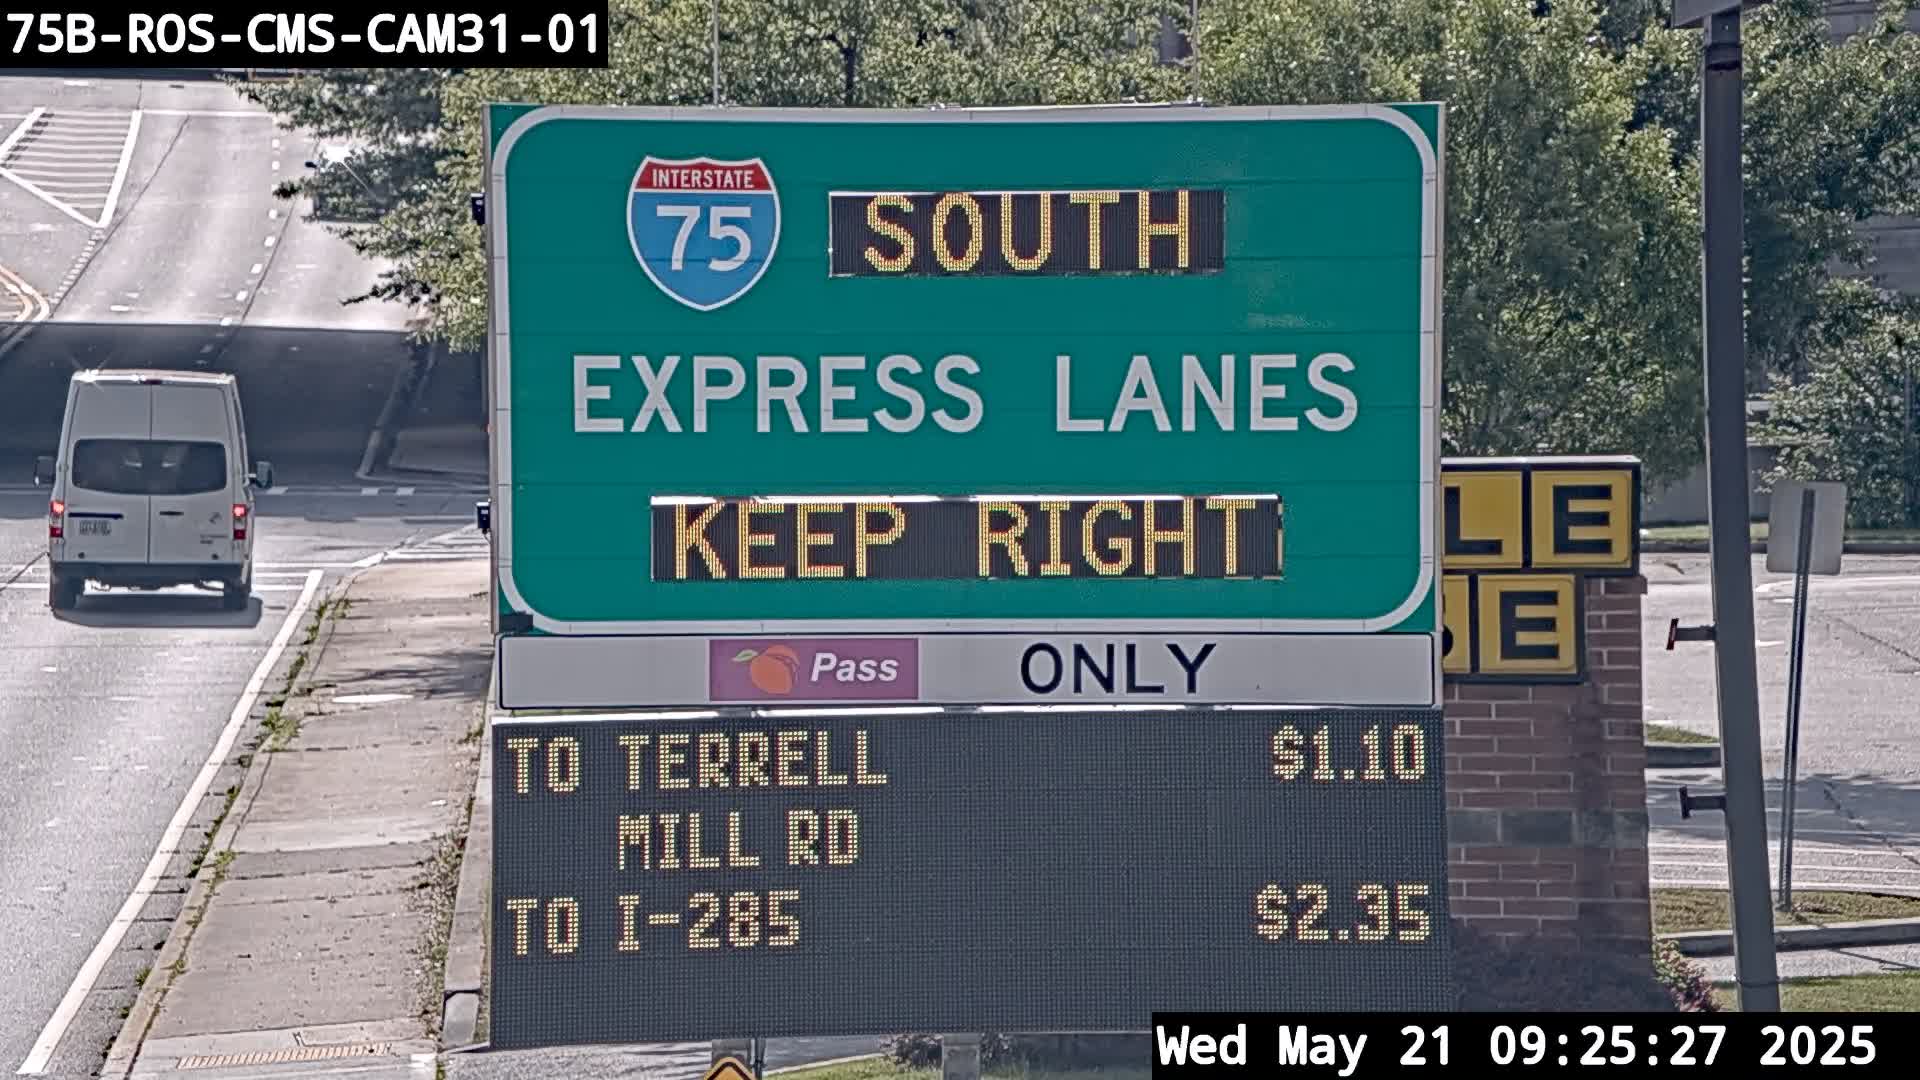 75B-ROS-CMS-CAM31-01
INTERSTATE
75
SOUTH
EXPRESS LANES
KEEP RIGHT
Pass ONLY
TO TERRELL $1.10
MILL RD
TO I-285 $2.35
LE
E
Wed May 21 09:25:27 2025